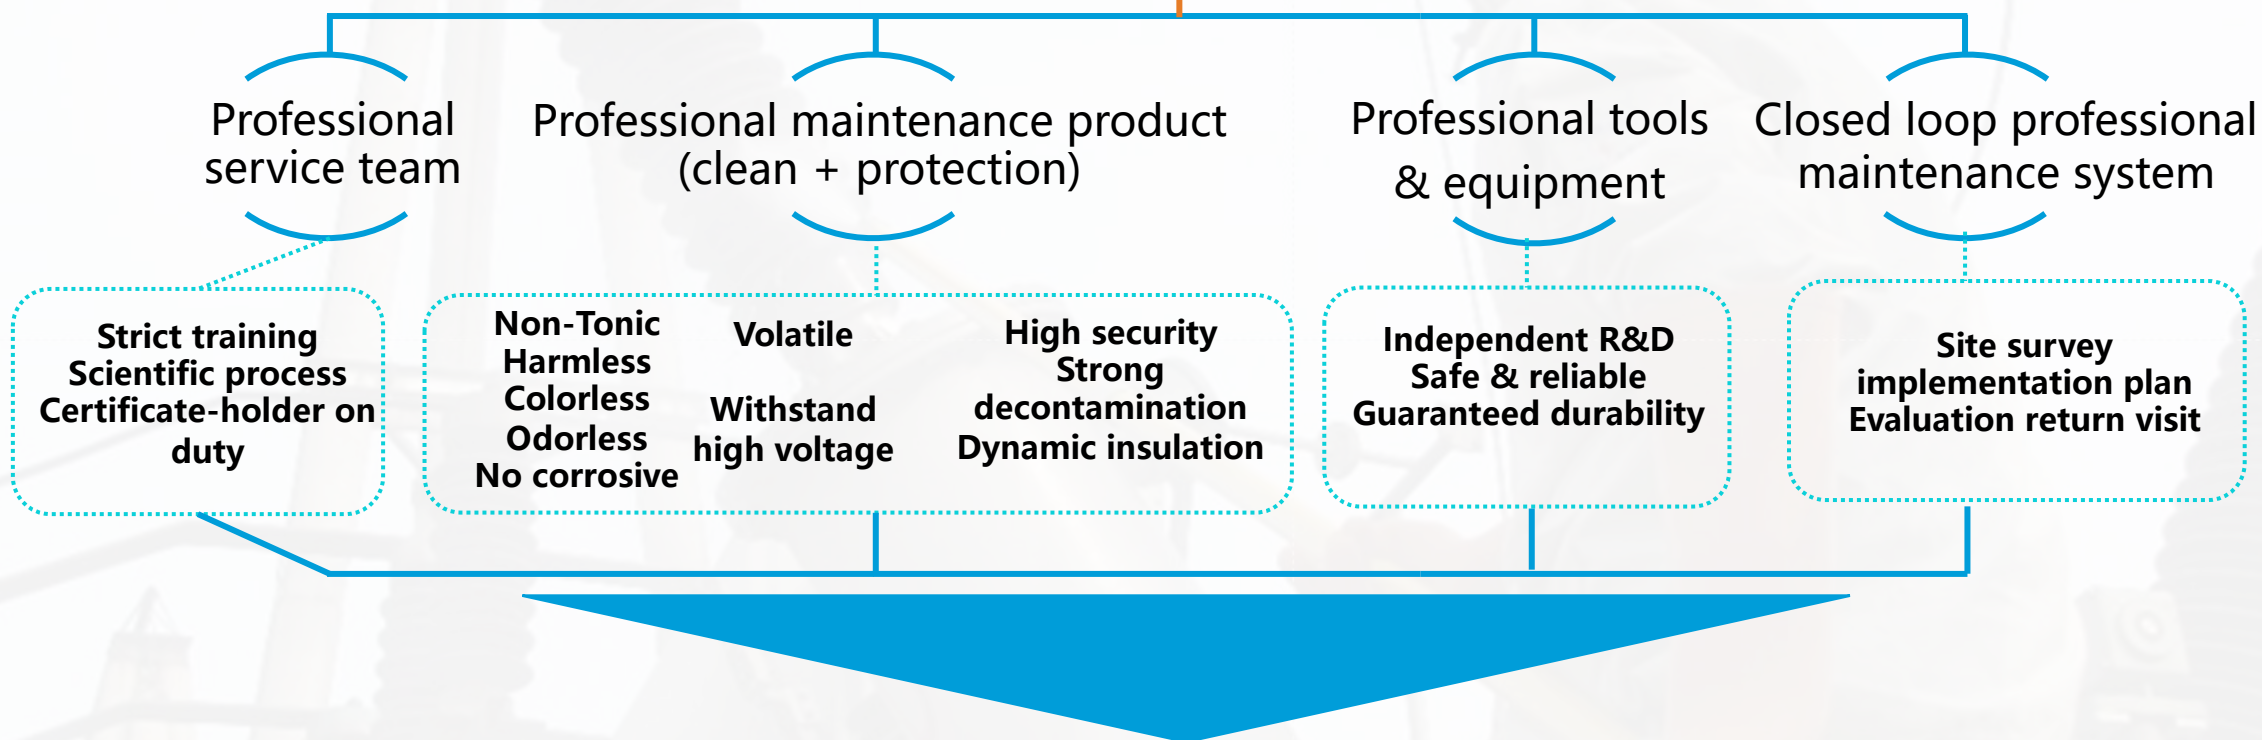 Professional
service team
Professional maintenance product
(clean + protection)
Professional tools
& equipment
Closed loop professional
maintenance system
Strict training
Scientific process
Certificate-holder on
duty
Non-Tonic
Harmless
Colorless
Odorless
No corrosive
Volatile
Withstand
high voltage
High security
Strong
decontamination
Dynamic insulation
Independent R&D
Safe & reliable
Guaranteed durability
Site survey
implementation plan
Evaluation return visit